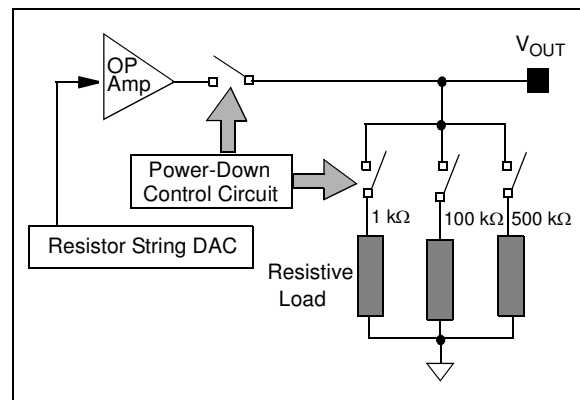 OP
Amp
VOUT
Power-Down
Control Circuit
1 kΩ
100 kΩ
500 kΩ
Resistor String DAC
Resistive
Load